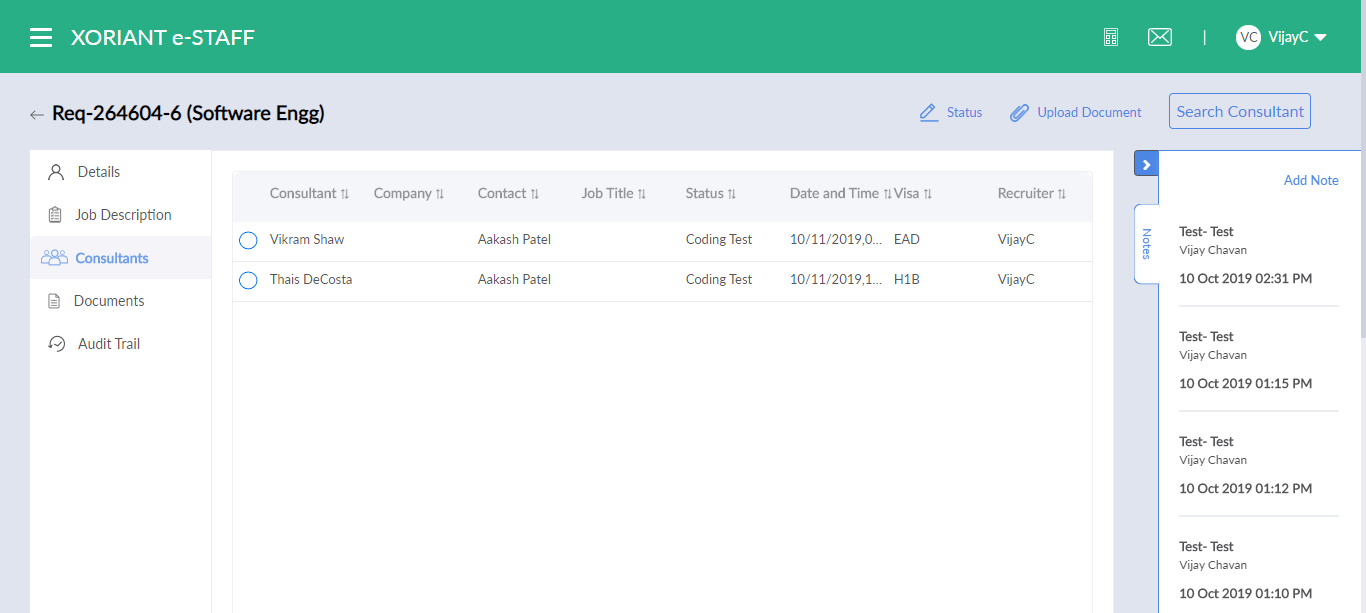 XORIANT e-STAFF
|
VC VijayC
← Req-264604-6 (Software Engg)
Status
Upload Document
Search Consultant
Details
Job Description
Consultants
Documents
Audit Trail
Consultant Company Contact Job Title Status Date and Time Visa Recruiter
Vikram Shaw Aakash Patel Coding Test 10/11/2019,0... EAD VijayC
Thais DeCosta Aakash Patel Coding Test 10/11/2019,1... H1B VijayC
Add Note
Notes
Test- Test
Vijay Chavan
10 Oct 2019 02:31 PM
Test- Test
Vijay Chavan
10 Oct 2019 01:15 PM
Test- Test
Vijay Chavan
10 Oct 2019 01:12 PM
Test- Test
Vijay Chavan
10 Oct 2019 01:10 PM